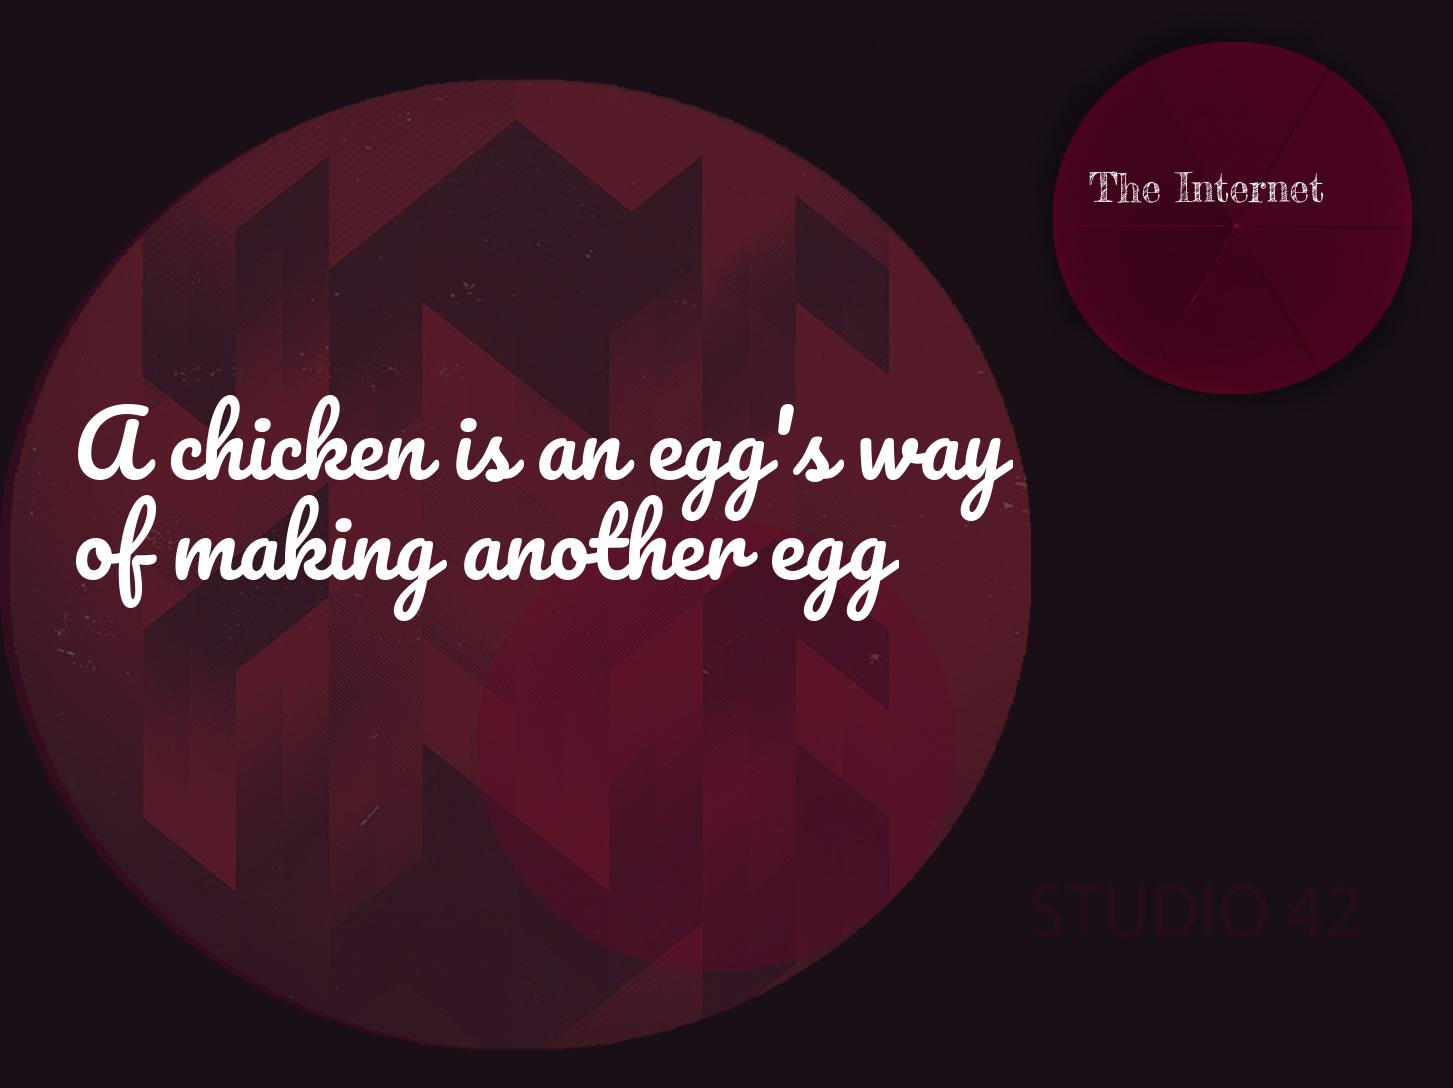 The Internet
A chicken is an egg's way
of making another egg
STUDIO 42